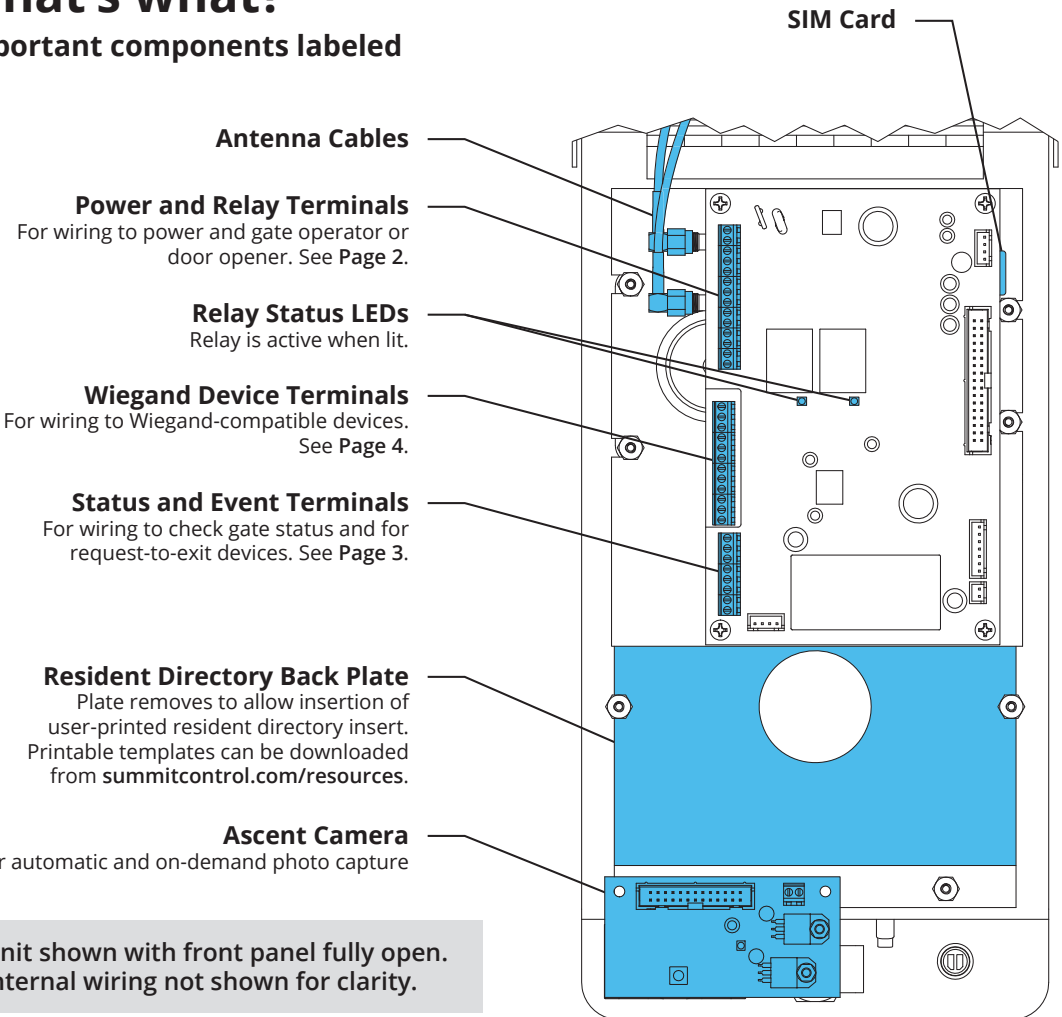 hat's what?
portant components labeled
SIM Card
Antenna Cables
Power and Relay Terminals
For wiring to power and gate operator or
door opener. See Page 2.
Relay Status LEDs
Relay is active when lit.
Wiegand Device Terminals
For wiring to Wiegand-compatible devices.
See Page 4.
Status and Event Terminals
For wiring to check gate status and for
request-to-exit devices. See Page 3.
Resident Directory Back Plate
Plate removes to allow insertion of
user-printed resident directory insert.
Printable templates can be downloaded
from summitcontrol.com/resources.
Ascent Camera
r automatic and on-demand photo capture
nit shown with front panel fully open.
nternal wiring not shown for clarity.